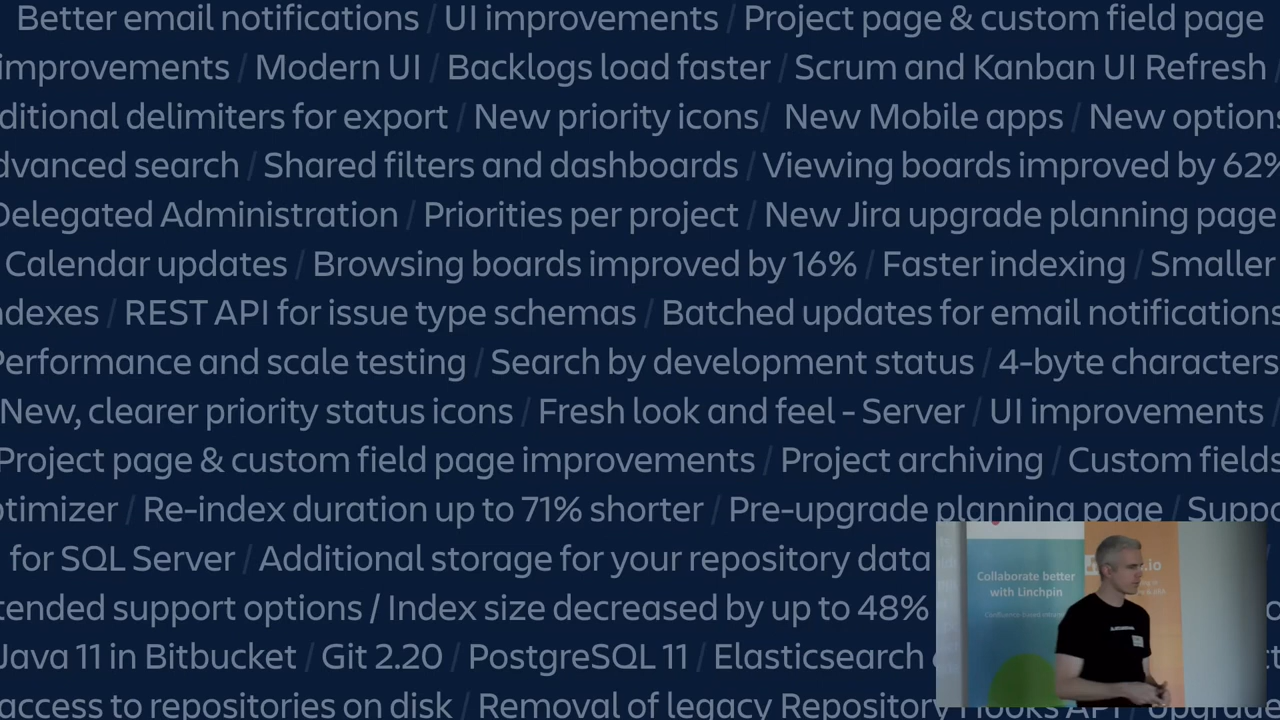 Better email notifications / UI improvements / Project page & custom field page
improvements / Modern UI / Backlogs load faster / Scrum and Kanban UI Refresh /
ditional delimiters for export / New priority icons / New Mobile apps / New options
dvanced search / Shared filters and dashboards / Viewing boards improved by 62%
Delegated Administration / Priorities per project / New Jira upgrade planning page
Calendar updates / Browsing boards improved by 16% / Faster indexing / Smaller
ndexes / REST API for issue type schemas / Batched updates for email notifications
Performance and scale testing / Search by development status / 4-byte characters
New, clearer priority status icons / Fresh look and feel - Server / UI improvements /
Project page & custom field page improvements / Project archiving / Custom fields
ptimizer / Re-index duration up to 71% shorter / Pre-upgrade planning page / Suppo
for SQL Server / Additional storage for your repository data
tended support options / Index size decreased by up to 48%
Java 11 in Bitbucket / Git 2.20 / PostgreSQL 11 / Elasticsearch
access to repositories on disk / Removal of legacy Repository Hooks API
Collaborate better
with Linchpin
.io